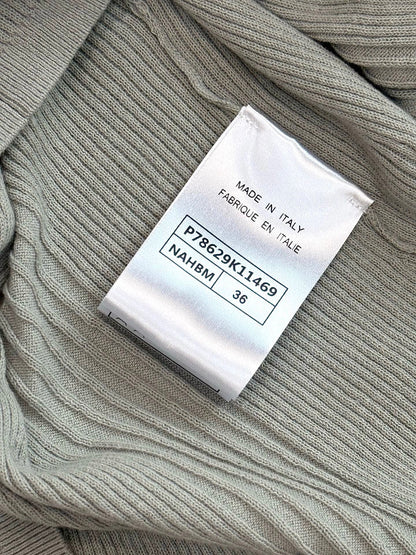 MADE IN ITALY
FABRIQUE EN ITALIE
P78629K11469
NAHBM 36